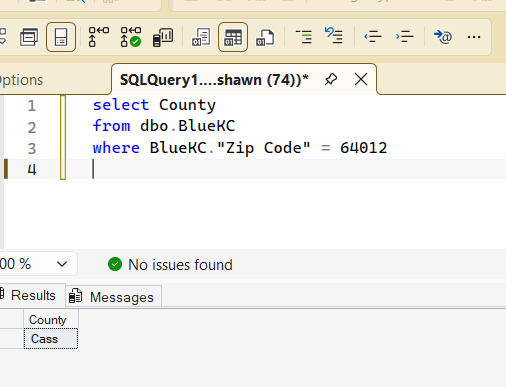 ptions
SQLQuery1....shawn (74))*
1 select County
2 from dbo.BlueKC
3 where BlueKC."Zip Code" = 64012
4
00 %
No issues found
Results
Messages
County
Cass